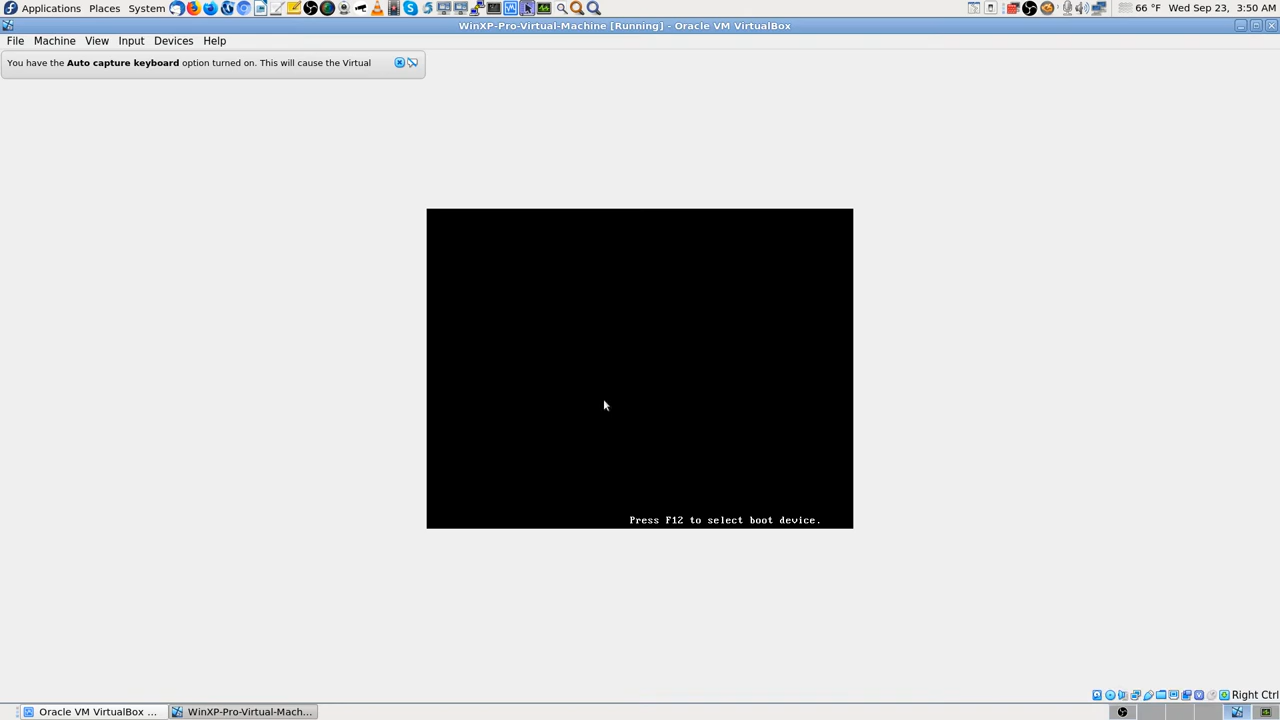 Applications Places System 66 °F Wed Sep 23, 3:50 AM
WinXP-Pro-Virtual-Machine [Running] - Oracle VM VirtualBox
File Machine View Input Devices Help
You have the Auto capture keyboard option turned on. This will cause the Virtual
Press F12 to select boot device.
Right Ctrl
Oracle VM VirtualBox ... WinXP-Pro-Virtual-Mach...